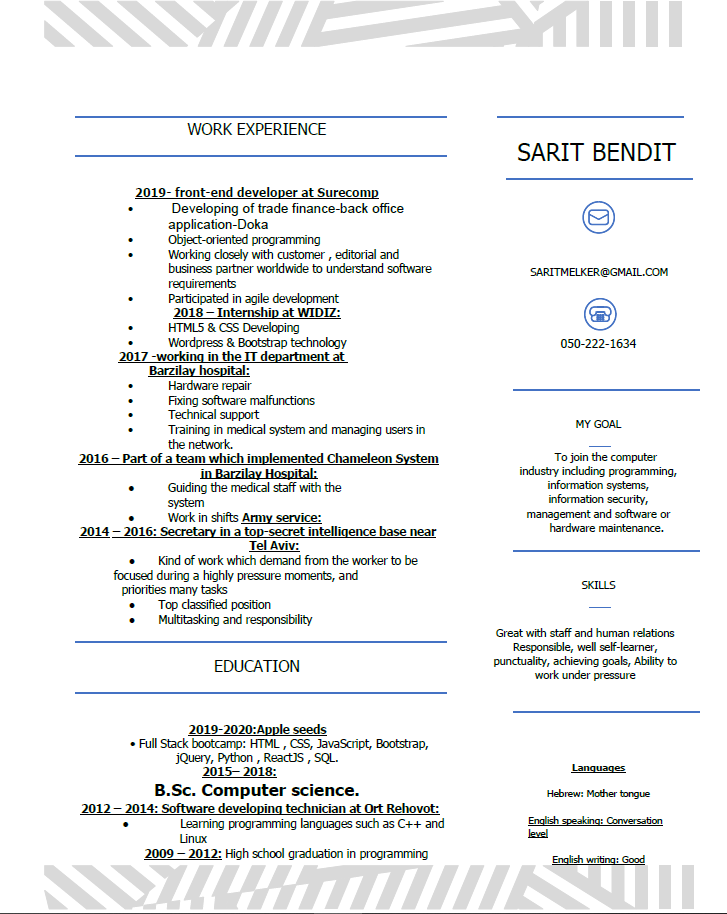 WORK EXPERIENCE
2019- front-end developer at Surecomp
• Developing of trade finance-back office
application-Doka
• Object-oriented programming
• Working closely with customer , editorial and
business partner worldwide to understand software
requirements
• Participated in agile development
2018 – Internship at WIDIZ:
• HTML5 & CSS Developing
• Wordpress & Bootstrap technology
2017 -working in the IT department at
Barzilay hospital:
• Hardware repair
• Fixing software malfunctions
• Technical support
• Training in medical system and managing users in
the network.
2016 – Part of a team which implemented Chameleon System
in Barzilay Hospital:
• Guiding the medical staff with the
system
• Work in shifts Army service:
2014 – 2016: Secretary in a top-secret intelligence base near
Tel Aviv:
• Kind of work which demand from the worker to be
focused during a highly pressure moments, and
priorities many tasks
• Top classified position
• Multitasking and responsibility
EDUCATION
2019-2020:Apple seeds
• Full Stack bootcamp: HTML , CSS, JavaScript, Bootstrap,
jQuery, Python , ReactJS , SQL.
2015– 2018:
B.Sc. Computer science.
2012 – 2014: Software developing technician at Ort Rehovot:
• Learning programming languages such as C++ and
Linux
2009 – 2012: High school graduation in programming
SARIT BENDIT
SARITMELKER@GMAIL.COM
050-222-1634
MY GOAL
To join the computer
industry including programming,
information systems,
information security,
management and software or
hardware maintenance.
SKILLS
Great with staff and human relations
Responsible, well self-learner,
punctuality, achieving goals, Ability to
work under pressure
Languages
Hebrew: Mother tongue
English speaking: Conversation
level
English writing: Good